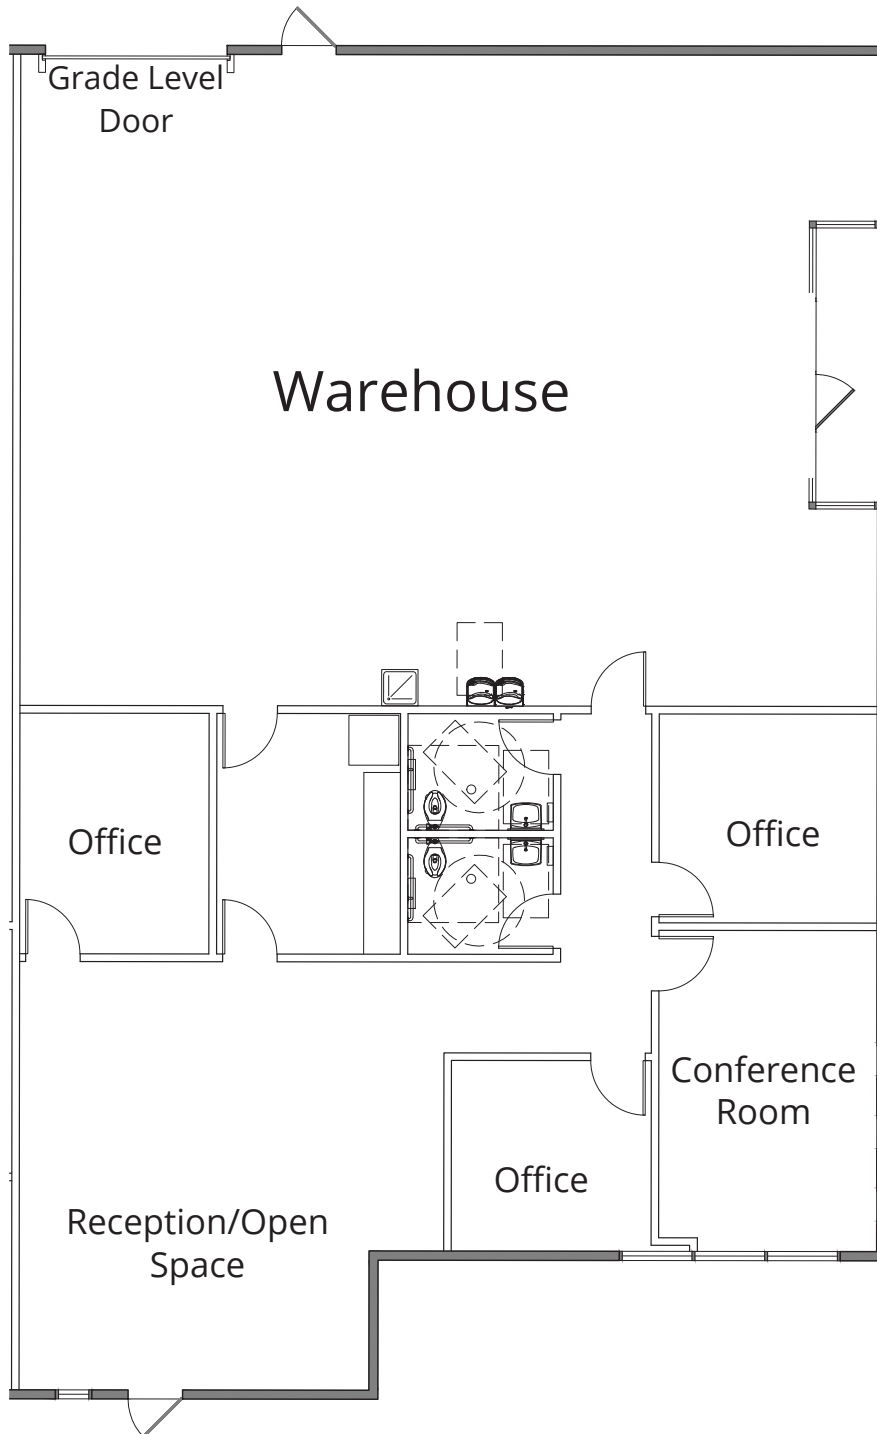 Grade Level
Door
Warehouse
Office
Office
Conference
Room
Office
Reception/Open
Space